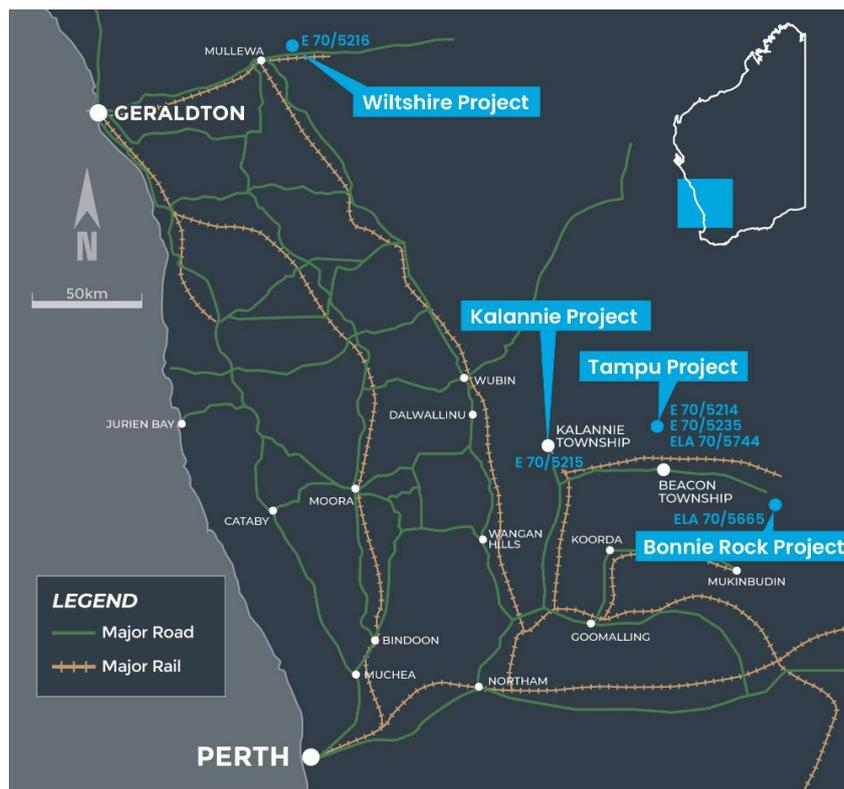 E 70/5216
MULLEWA
Wiltshire Project
GERALDTON
N
50km
Kalannie Project
Tampu Project
WUBIN
E 70/5214
DALWALLINU
E 70/5235
JURIEN BAY
KALANNIE
TOWNSHIP
ELA 70/5744
E 70/5215
BEACON
TOWNSHIP
MOORA
CATABY
ELA 70/5665
WANGAN
HILLS
KOORDA
Bonnie Rock Project
MUKINBUDIN
LEGEND
Major Road
Major Rail
GOOMALLING
BINDOON
MUCHEA
NORTHAM
PERTH